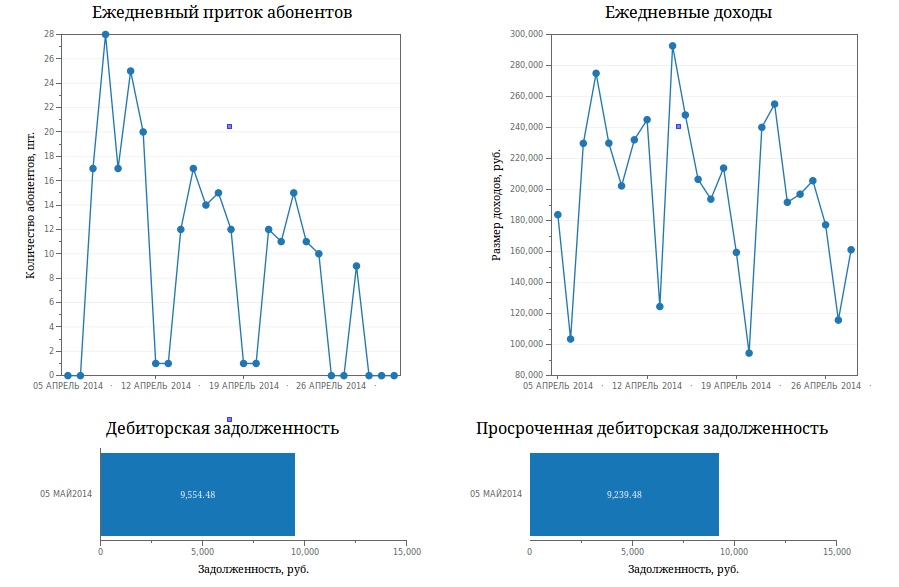 Ежедневный приток абонентов
Количество абонентов, шт.
28
26
24
22
20
18
16
14
12
10
8
6
4
2
0
05 АПРЕЛЬ 2014 · 12 АПРЕЛЬ 2014 · 19 АПРЕЛЬ 2014 · 26 АПРЕЛЬ 2014 ·
Ежедневные доходы
Размер доходов, руб.
300,000
280,000
260,000
240,000
220,000
200,000
180,000
160,000
140,000
120,000
100,000
80,000
05 АПРЕЛЬ 2014 · 12 АПРЕЛЬ 2014 · 19 АПРЕЛЬ 2014 · 26 АПРЕЛЬ 2014 ·
Дебиторская задолженность
05 МАЙ2014
9,554.48
0 5,000 10,000 15,000
Задолженность, руб.
Просроченная дебиторская задолженность
05 МАЙ2014
9,239.48
0 5,000 10,000 15,000
Задолженность, руб.